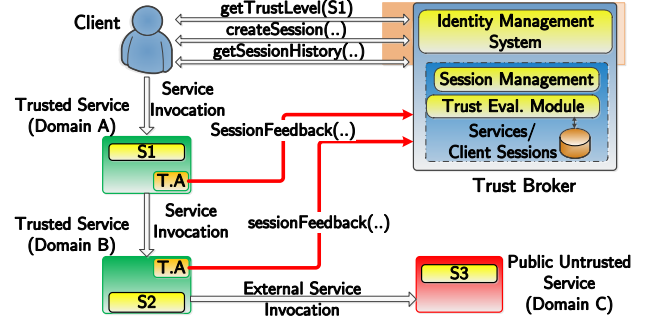 getTrustLevel(S1)
Client
createSession(..)
getSessionHistory(..)
Identity Management
System
Session Management
Trust Eval. Module
Services/
Client Sessions
Trust Broker
Service
Invocation
Trusted Service
(Domain A)
S1
T.A
SessionFeedback(..)
Service
Invocation
Trusted Service
(Domain B)
T.A
S2
sessionFeedback(..)
External Service
Invocation
S3
Public Untrusted
Service
(Domain C)